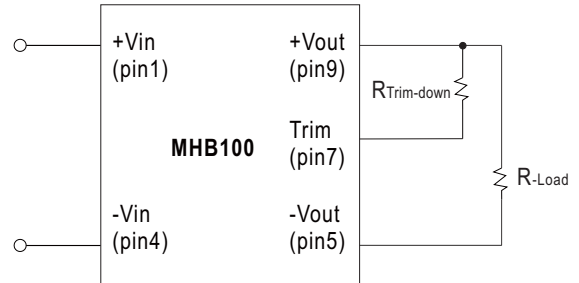 +Vin
(pin1)
+Vout
(pin9)
RTrim-down
Trim
(pin7)
MHB100
R-Load
-Vin
(pin4)
-Vout
(pin5)